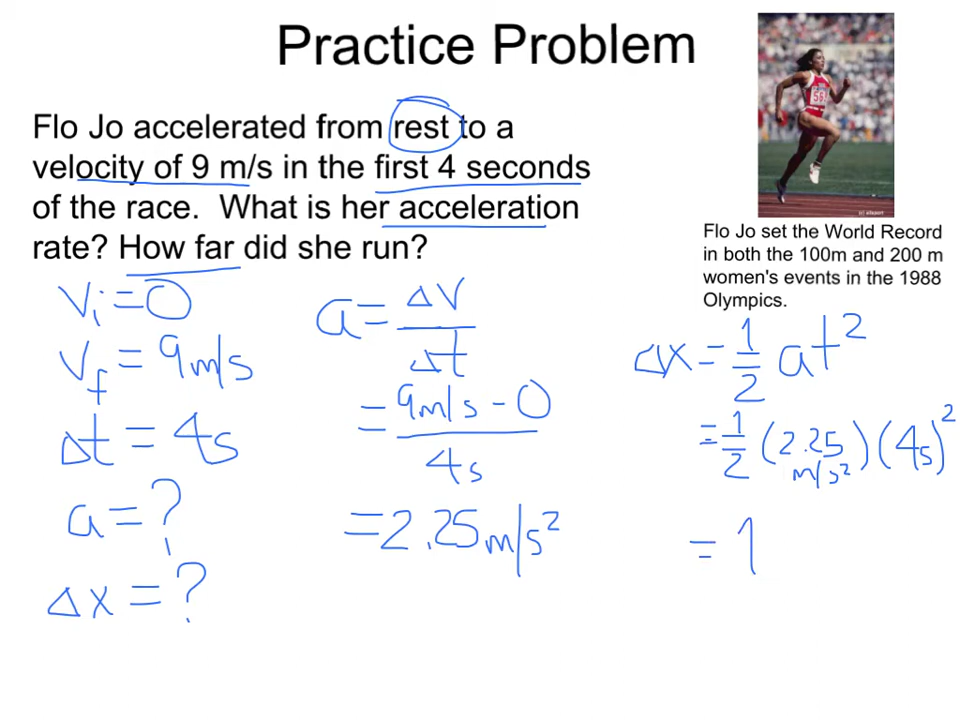 Practice Problem
Flo Jo accelerated from rest to a
velocity of 9 m/s in the first 4 seconds
of the race. What is her acceleration
rate? How far did she run?
Flo Jo set the World Record
in both the 100m and 200 m
women's events in the 1988
Olympics.
56
Vi = 0
Vf = 9m/s
Δt = 4s
a = ?
Δx = ?
a = ΔV/Δt
= (9m/s - 0)/4s
= 2.25 m/s²
Δx = 1/2 at²
= 1/2 (2.25 m/s²)(4s)²
= 1